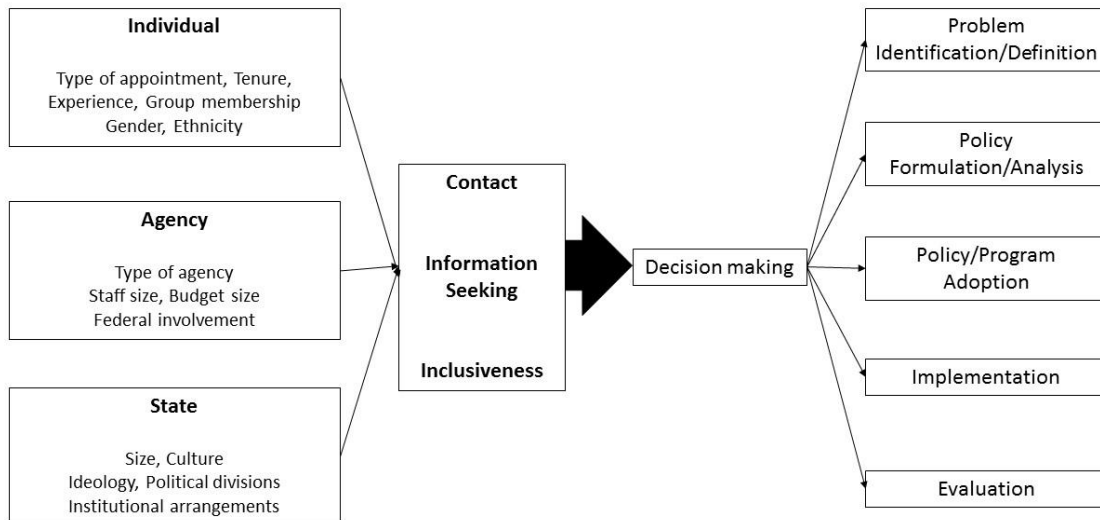 Individual
Type of appointment, Tenure,
Experience, Group membership
Gender, Ethnicity
Agency
Type of agency
Staff size, Budget size
Federal involvement
State
Size, Culture
Ideology, Political divisions
Institutional arrangements
Contact
Information
Seeking
Inclusiveness
Decision making
Problem
Identification/Definition
Policy
Formulation/Analysis
Policy/Program
Adoption
Implementation
Evaluation